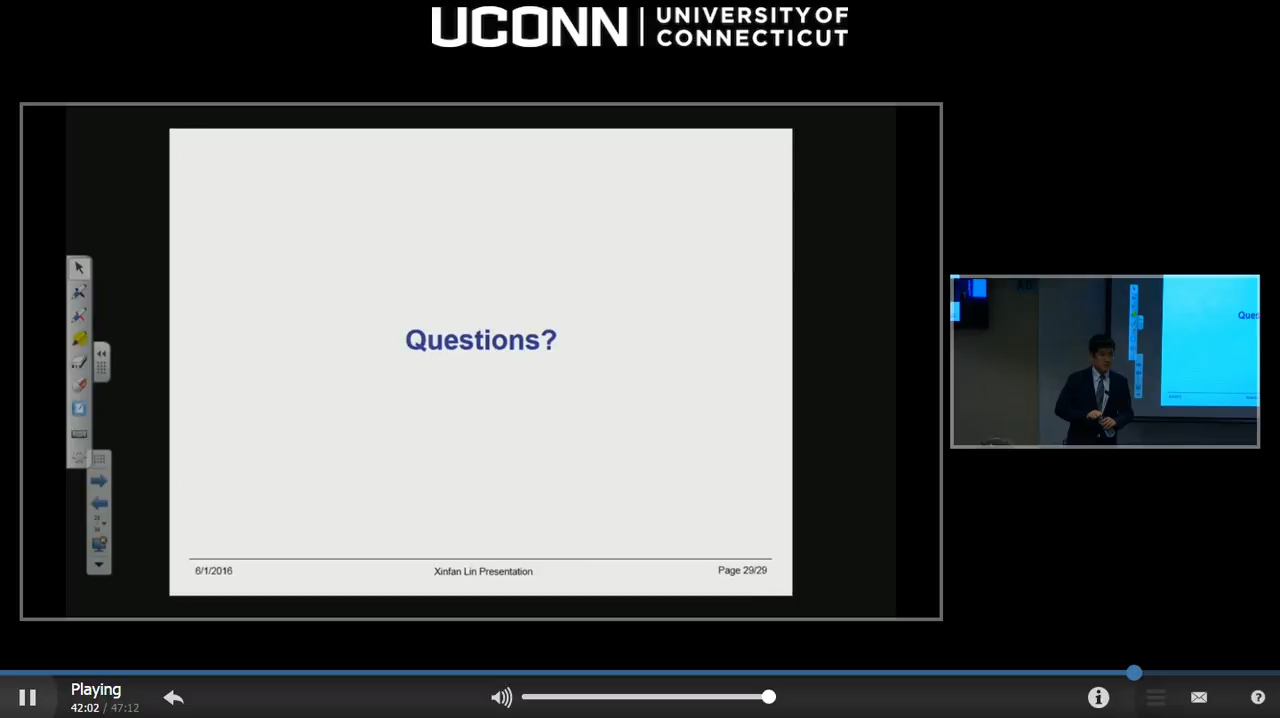 UCONN
UNIVERSITY OF
CONNECTICUT
Questions?
6/1/2016
Xinfan Lin Presentation
Page 29/29
Ques
Playing
42:02 / 47:12